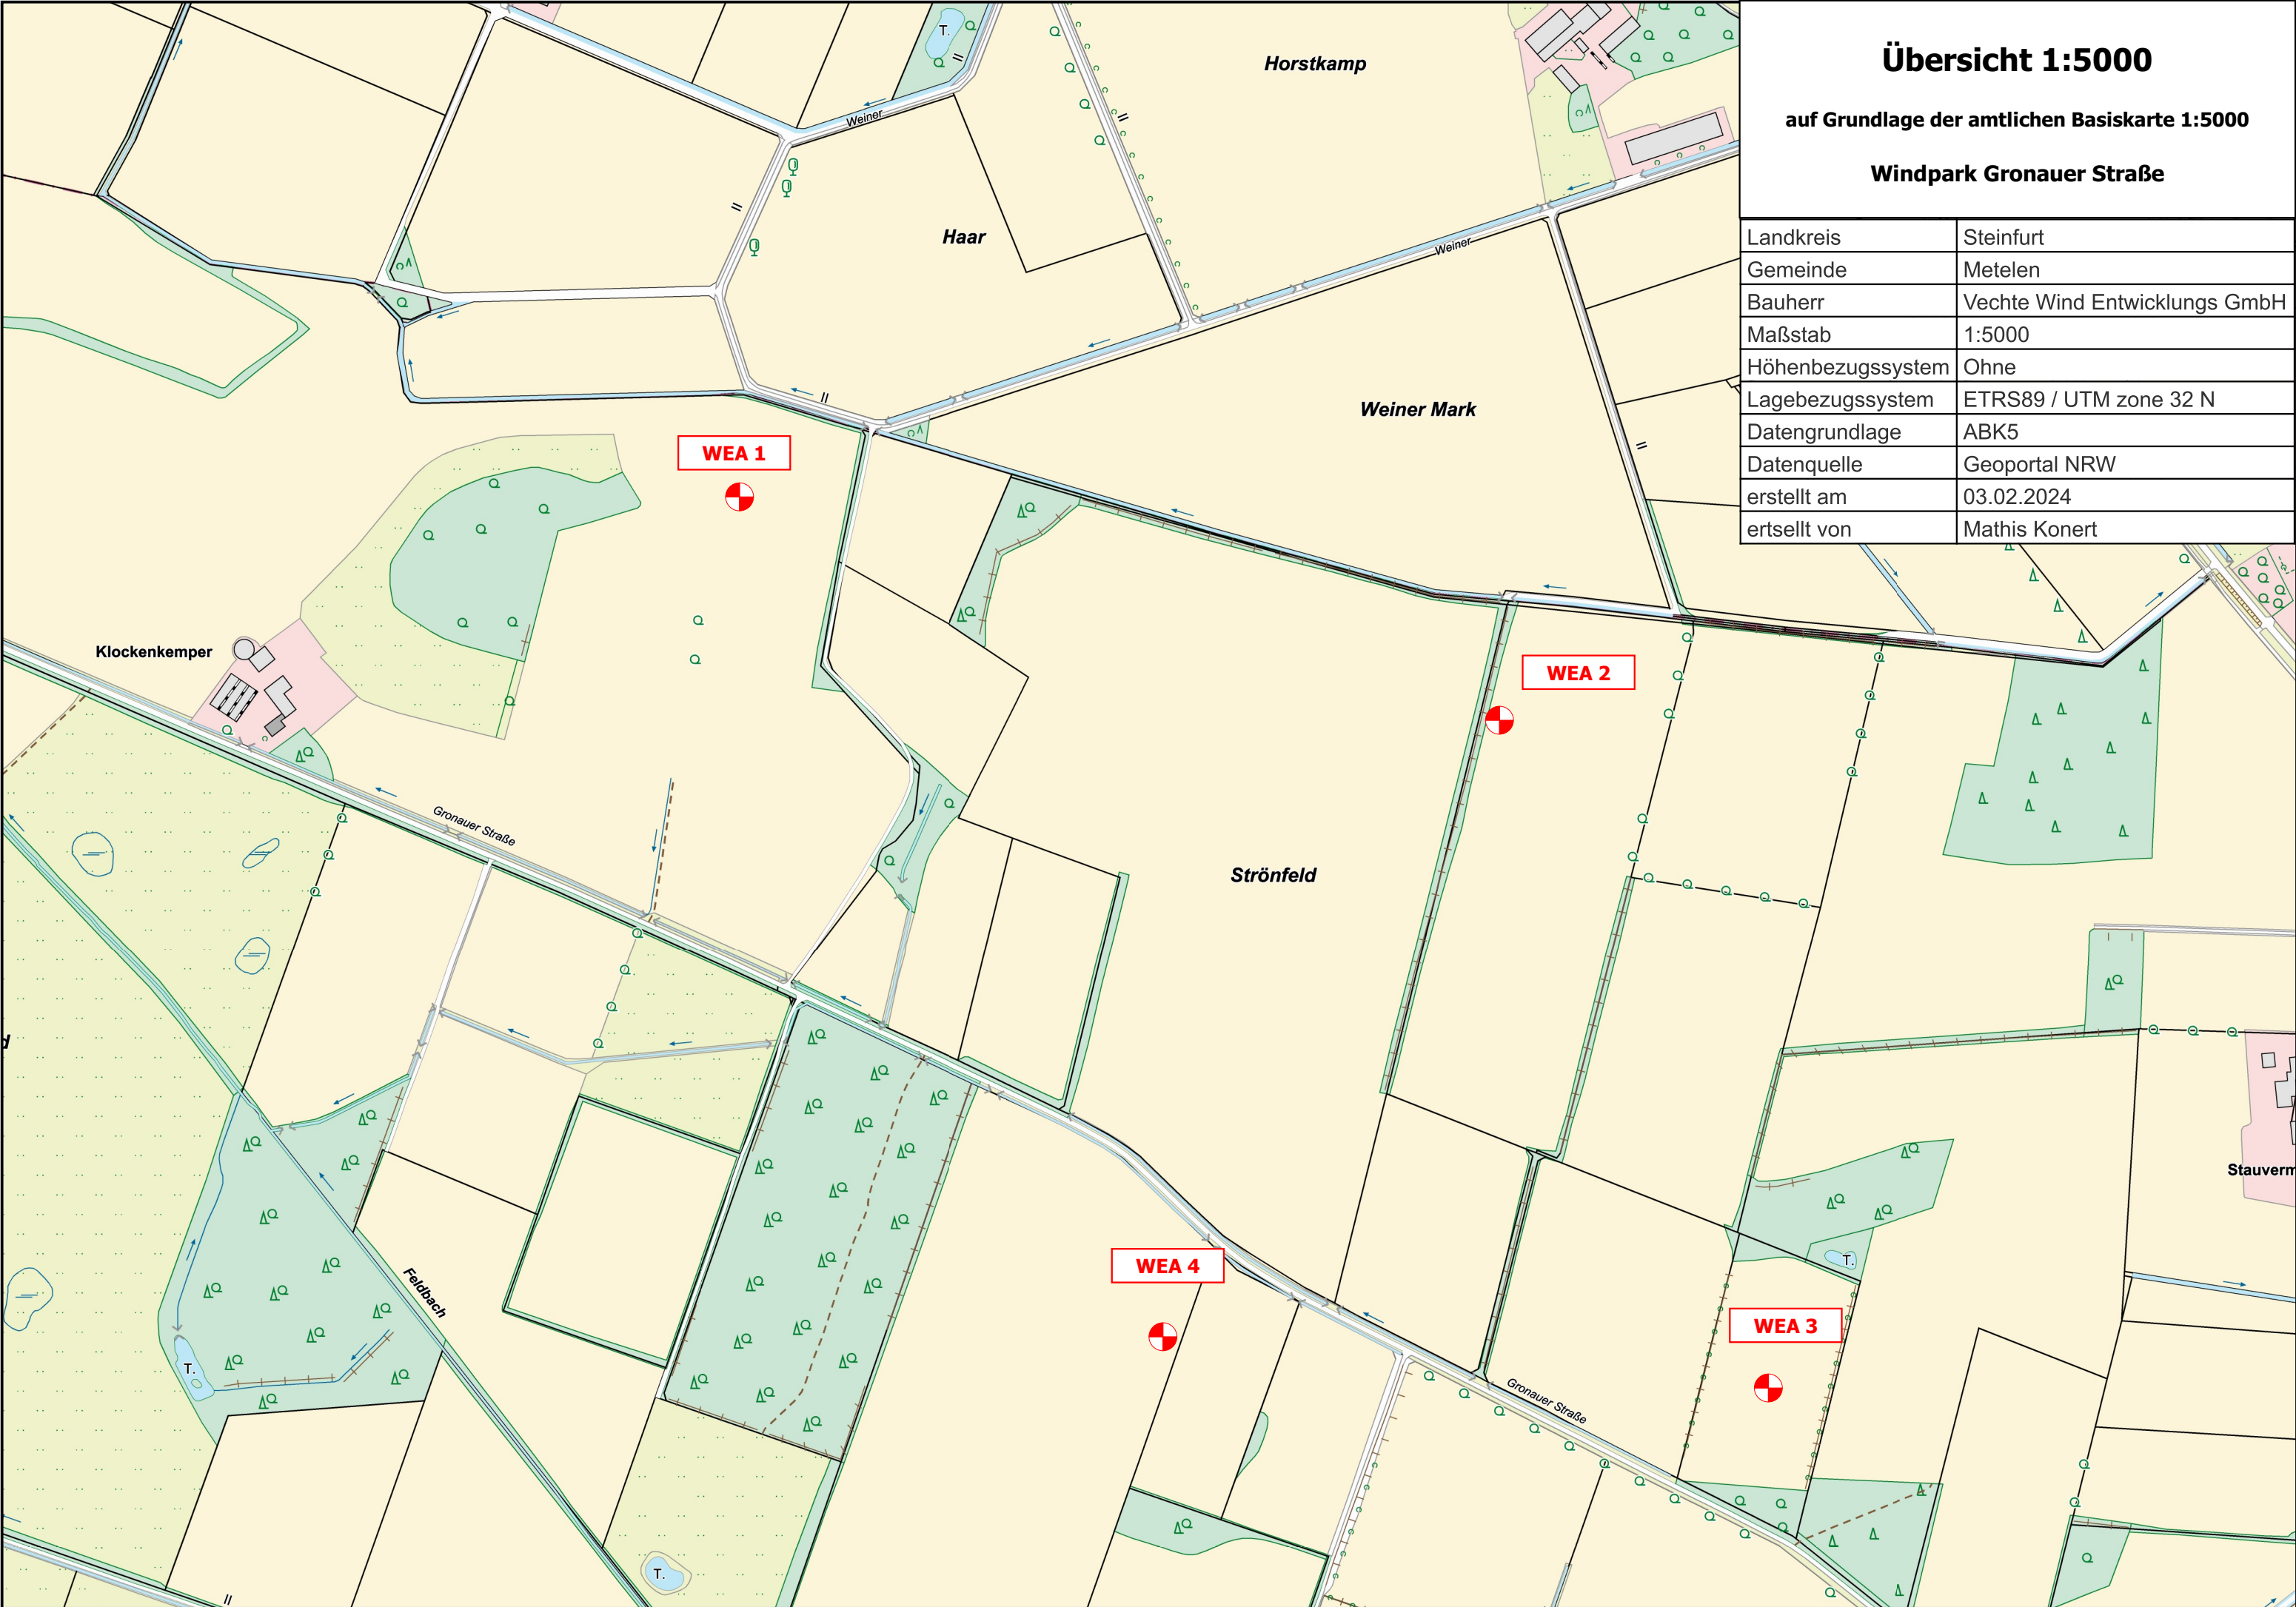 Übersicht 1:5000
auf Grundlage der amtlichen Basiskarte 1:5000
Windpark Gronauer Straße
Landkreis Steinfurt
Gemeinde Metelen
Bauherr Vechte Wind Entwicklungs GmbH
Maßstab 1:5000
Höhenbezugssystem Ohne
Lagebezugssystem ETRS89 / UTM zone 32 N
Datengrundlage ABK5
Datenquelle Geoportal NRW
erstellt am 03.02.2024
ertsellt von Mathis Konert
T.
Horstkamp
Weiner
Haar
Weiner
Weiner Mark
WEA 1
Klockenkemper
WEA 2
Gronauer Straße
Strönfeld
d
Stauverm
WEA 4
T.
Feldbach
WEA 3
T.
Gronauer Straße
T.